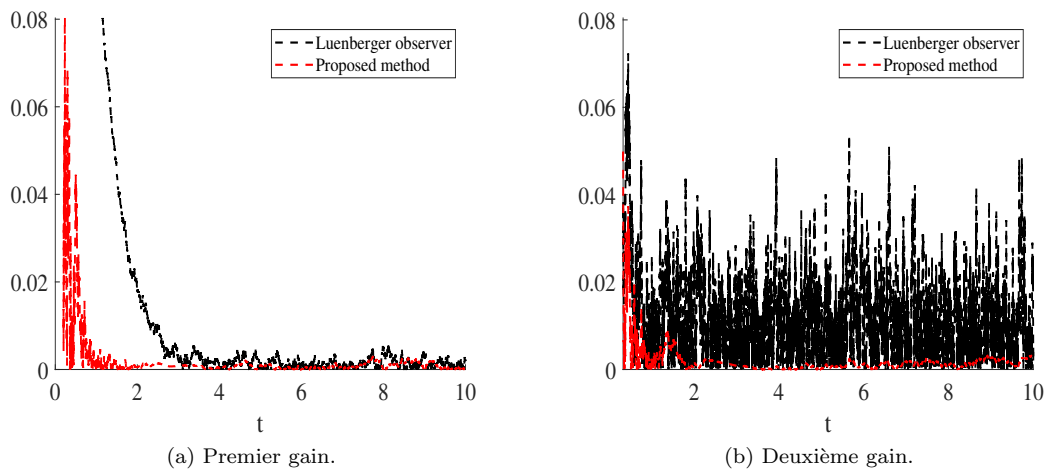 0.08
0.06
0.04
0.02
0
0 2 4 6 8 10
t
Luenberger observer
Proposed method
(a) Premier gain.
0.08
0.06
0.04
0.02
0
2 4 6 8 10
t
Luenberger observer
Proposed method
(b) Deuxième gain.